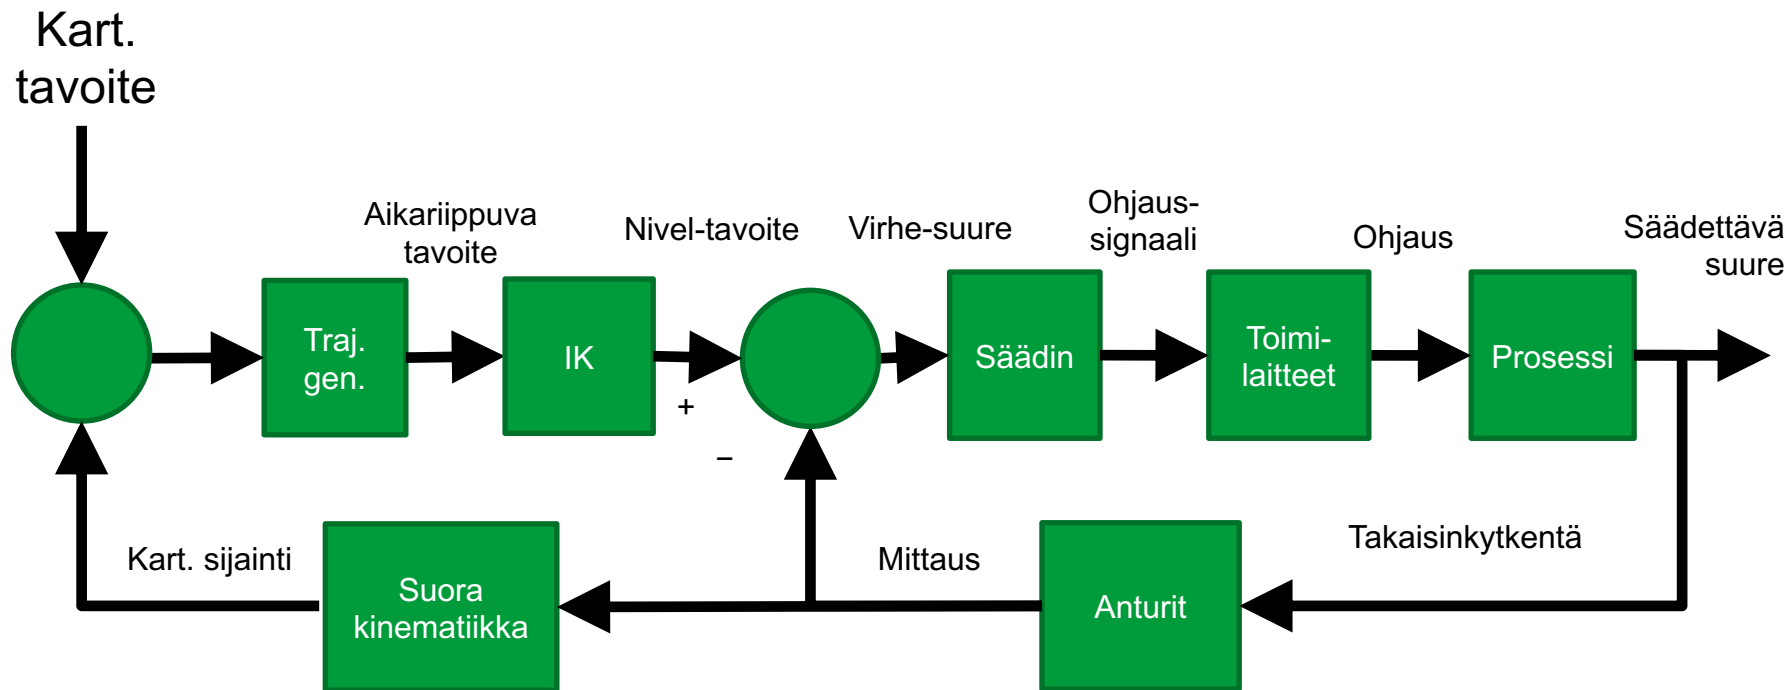 Kart.
tavoite
Aikariippuva
tavoite
Nivel-tavoite
Virhe-suure
Ohjaus-
signaali
Ohjaus
Säädettävä
suure
Traj.
gen.
IK
+
−
Säädin
Toimi-
laitteet
Prosessi
Kart. sijainti
Suora
kinematiikka
Mittaus
Anturit
Takaisinkytkentä